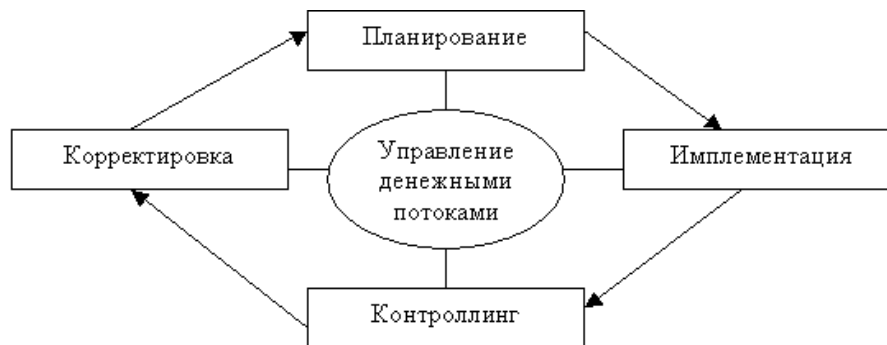 Планирование
Корректировка
Управление
денежными
потоками
Имплементация
Контроллинг